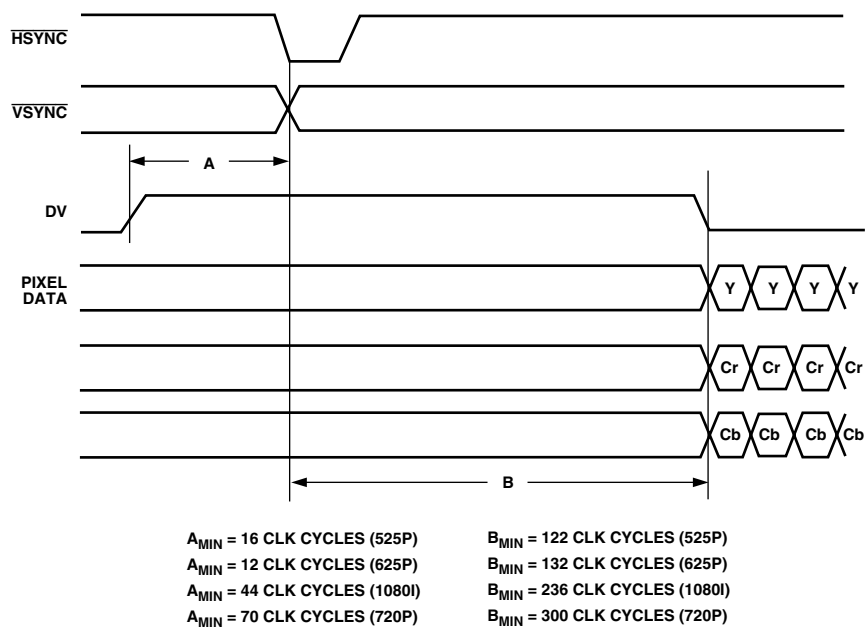 HSYNC
VSYNC
A
DV
PIXEL
DATA
Y Y Y Y
Cr Cr Cr Cr
Cb Cb Cb Cb
B
AMIN = 16 CLK CYCLES (525P)
AMIN = 12 CLK CYCLES (625P)
AMIN = 44 CLK CYCLES (1080I)
AMIN = 70 CLK CYCLES (720P)
BMIN = 122 CLK CYCLES (525P)
BMIN = 132 CLK CYCLES (625P)
BMIN = 236 CLK CYCLES (1080I)
BMIN = 300 CLK CYCLES (720P)